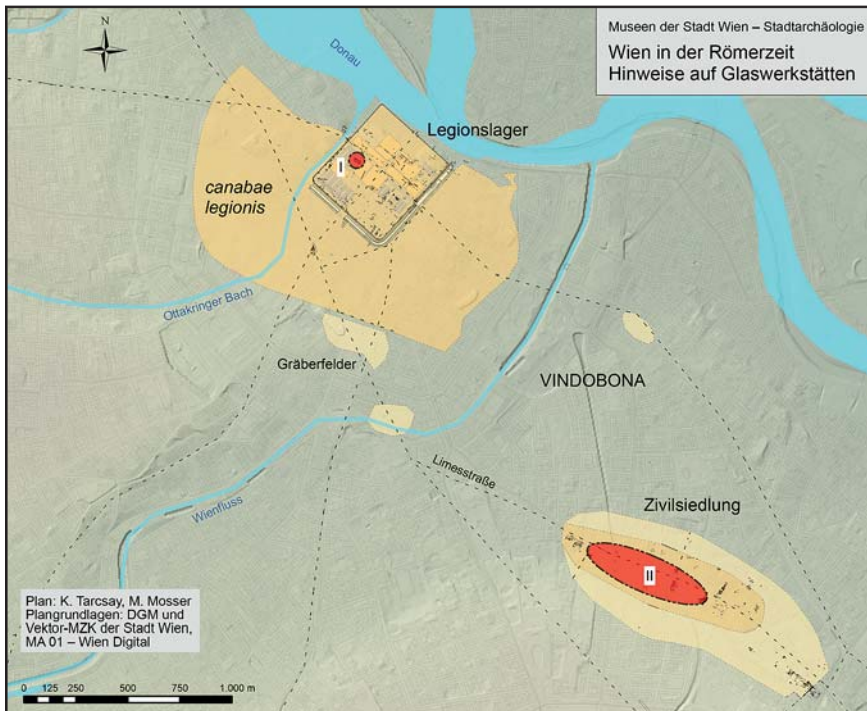 Museen der Stadt Wien – Stadtarchäologie
Wien in der Römerzeit
Hinweise auf Glaswerkstätten
N
Donau
Legionslager
I
canabae
legionis
Ottakringer Bach
Gräberfelder
VINDOBONA
Limesstraße
Wienfluss
Zivilsiedlung
II
Plan: K. Tarcsay, M. Mosser
Plangrundlagen: DGM und
Vektor-MZK der Stadt Wien,
MA 01 – Wien Digital
0 125 250 500 750 1.000 m